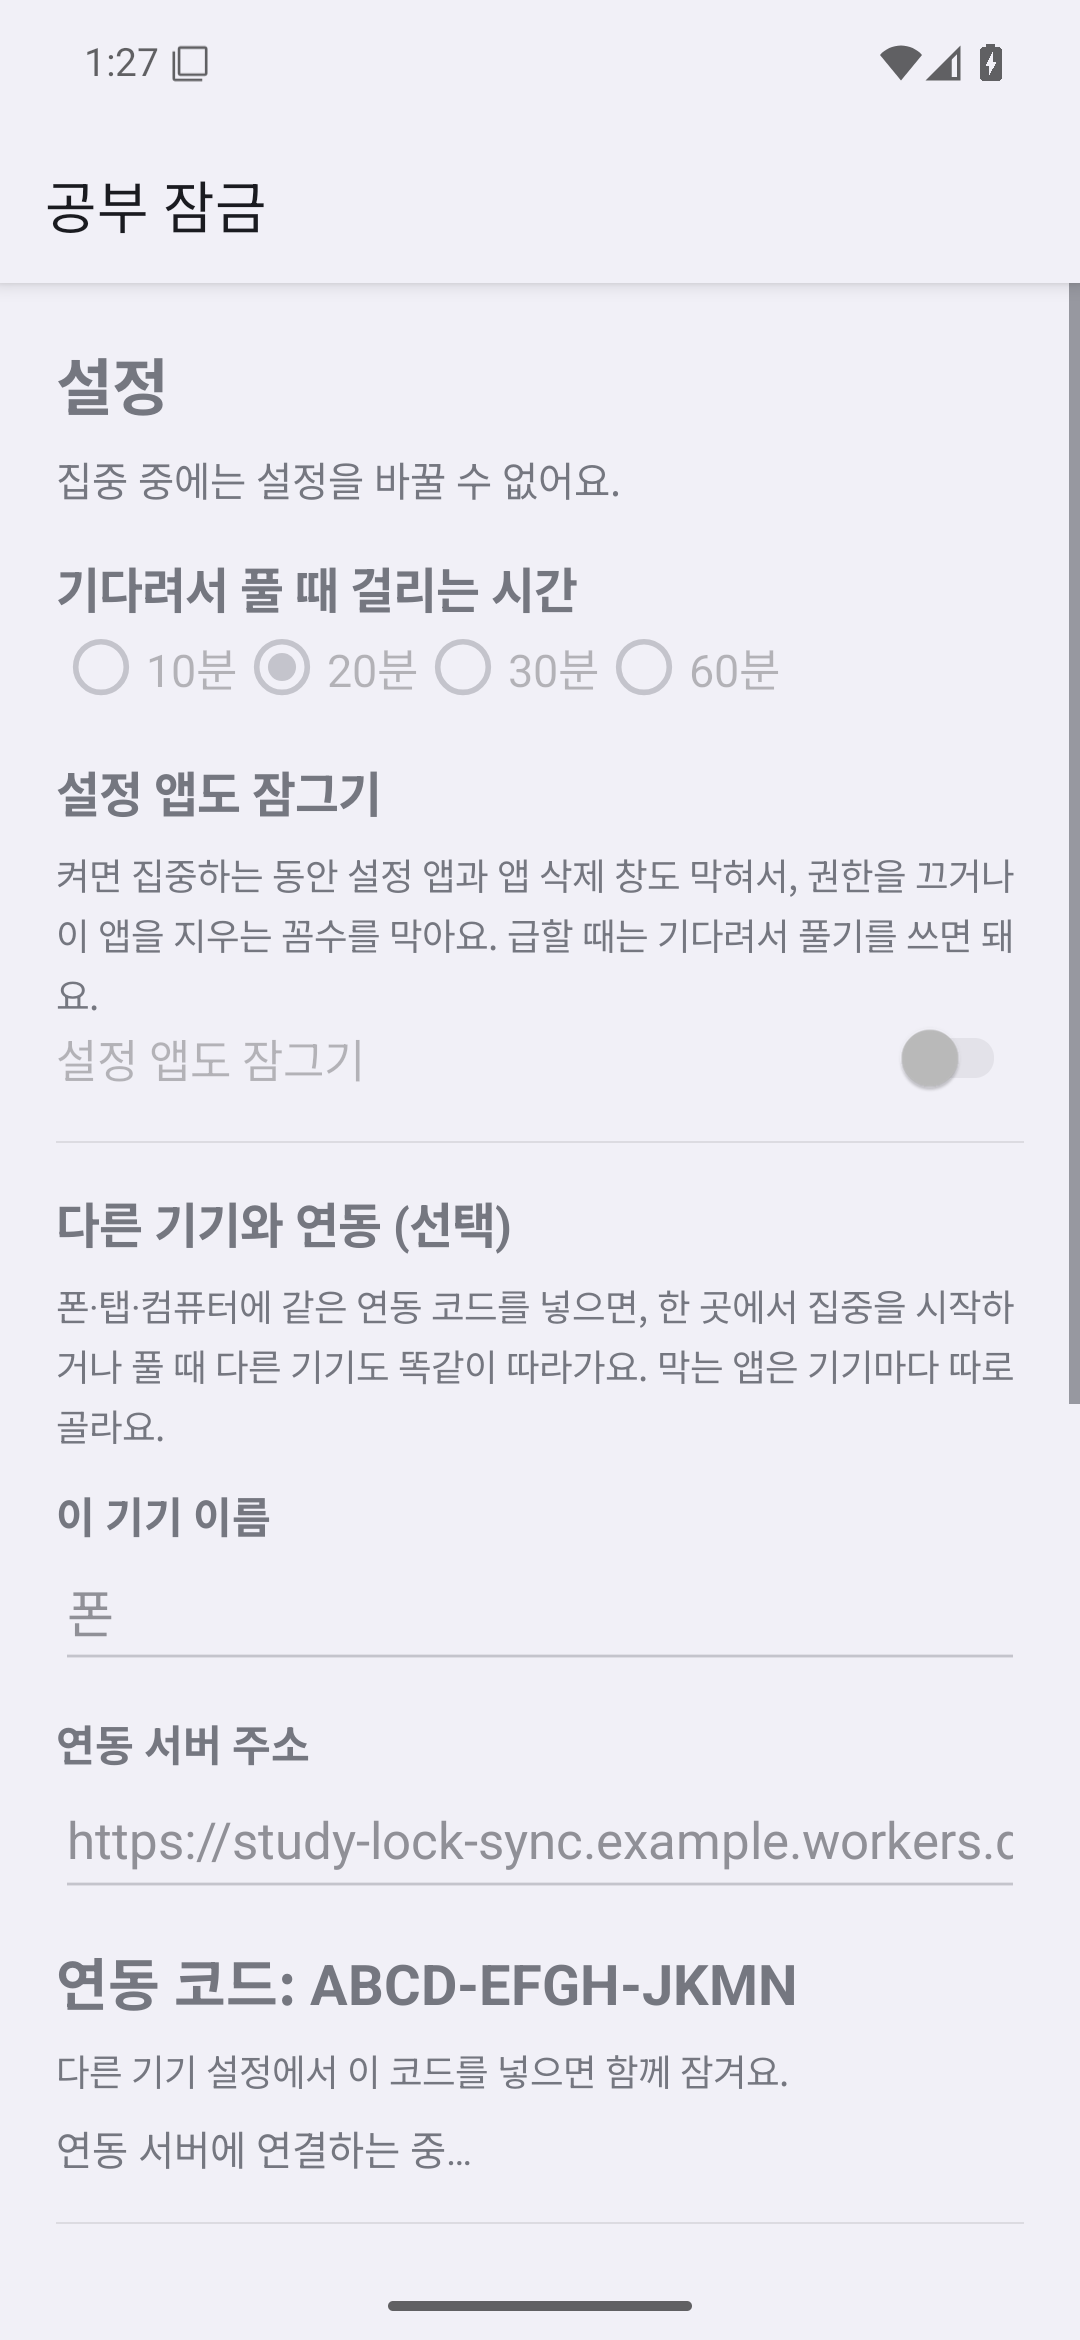 1:27
공부 잠금
설정
집중 중에는 설정을 바꿀 수 없어요.
기다려서 풀 때 걸리는 시간
10분 20분 30분 60분
설정 앱도 잠그기
켜면 집중하는 동안 설정 앱과 앱 삭제 창도 막혀서, 권한을 끄거나
이 앱을 지우는 꼼수를 막아요. 급할 때는 기다려서 풀기를 쓰면 돼
요.
설정 앱도 잠그기
다른 기기와 연동 (선택)
폰·탭·컴퓨터에 같은 연동 코드를 넣으면, 한 곳에서 집중을 시작하
거나 풀 때 다른 기기도 똑같이 따라가요. 막는 앱은 기기마다 따로
골라요.
이 기기 이름
폰
연동 서버 주소
https://study-lock-sync.example.workers.
연동 코드: ABCD-EFGH-JKMN
다른 기기 설정에서 이 코드를 넣으면 함께 잠겨요.
연동 서버에 연결하는 중...